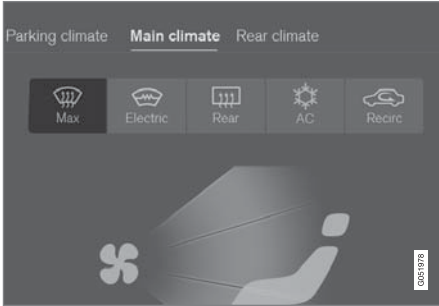 Parking climate Main climate Rear climate
Max Electric Rear AC Recirc
G051978